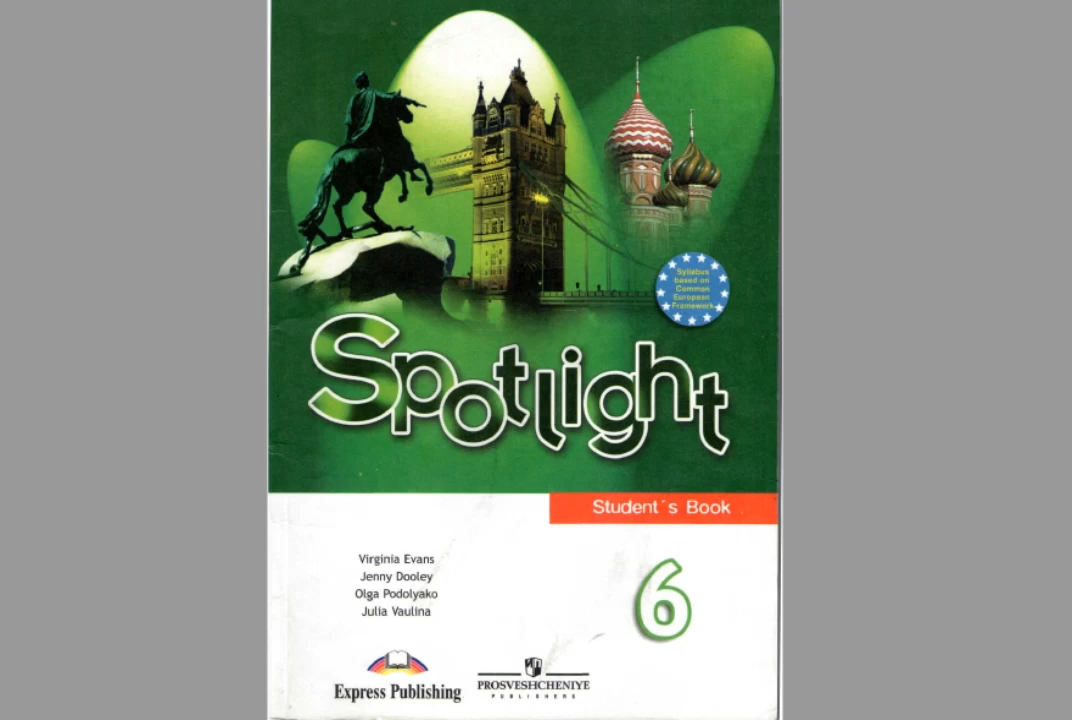 Syllabus
based on
Common
European
Framework
Spotlight
Student´s Book
Virginia Evans
Jenny Dooley
Olga Podolyako
Julia Vaulina
6
Express Publishing
PROSVESHCHENIYE
PUBLISHERS